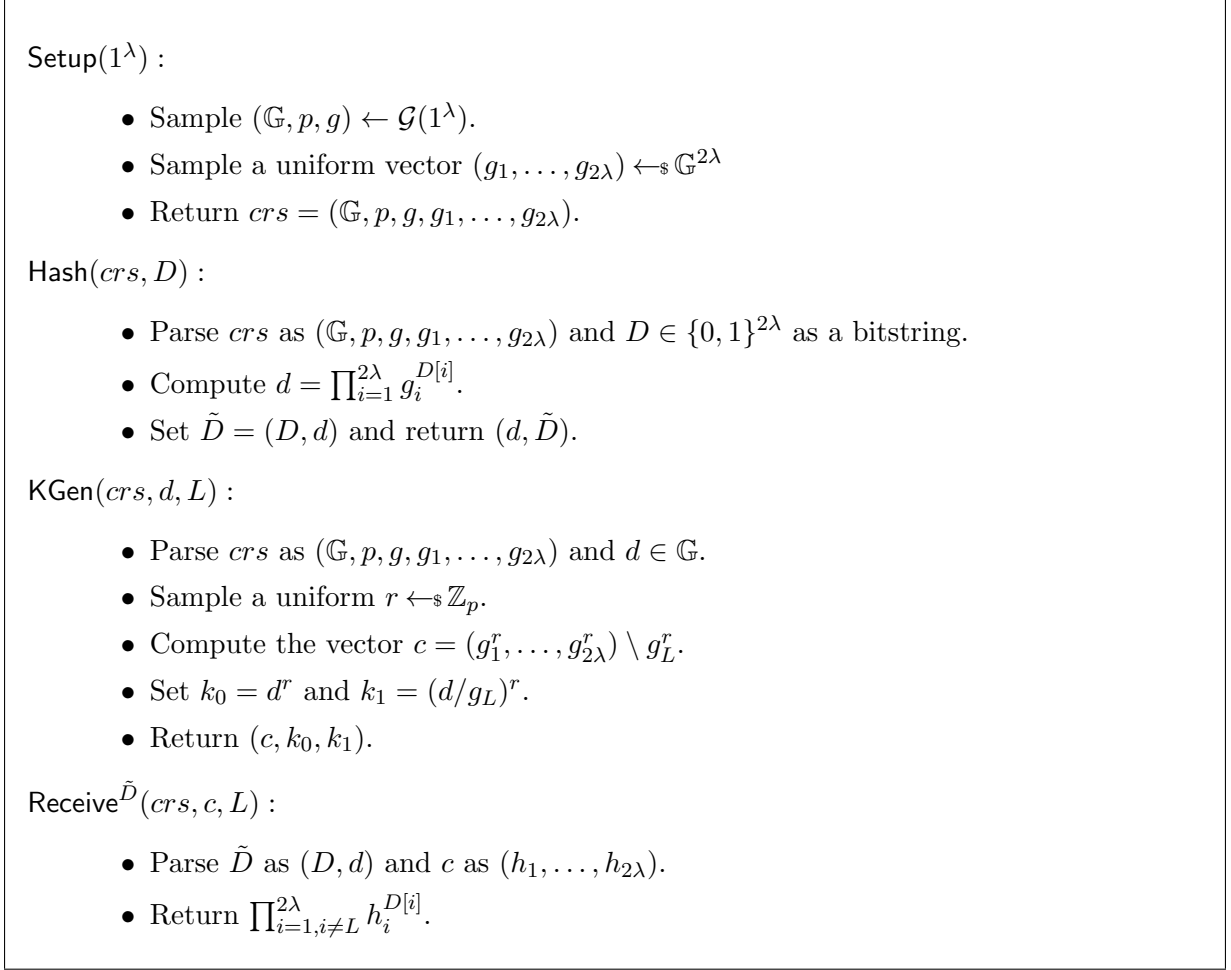 Setup(1^λ) :
• Sample (𝔾, p, g) ← 𝒢(1^λ).
• Sample a uniform vector (g_1, …, g_{2λ}) ←$ 𝔾^{2λ}
• Return crs = (𝔾, p, g, g_1, …, g_{2λ}).
Hash(crs, D) :
• Parse crs as (𝔾, p, g, g_1, …, g_{2λ}) and D ∈ {0, 1}^{2λ} as a bitstring.
• Compute d = ∏_{i=1}^{2λ} g_i^{D[i]}.
• Set D̃ = (D, d) and return (d, D̃).
KGen(crs, d, L) :
• Parse crs as (𝔾, p, g, g_1, …, g_{2λ}) and d ∈ 𝔾.
• Sample a uniform r ←$ ℤ_p.
• Compute the vector c = (g_1^r, …, g_{2λ}^r) \ g_L^r.
• Set k_0 = d^r and k_1 = (d/g_L)^r.
• Return (c, k_0, k_1).
Receive^{D̃}(crs, c, L) :
• Parse D̃ as (D, d) and c as (h_1, …, h_{2λ}).
• Return ∏_{i=1,i≠L}^{2λ} h_i^{D[i]}.